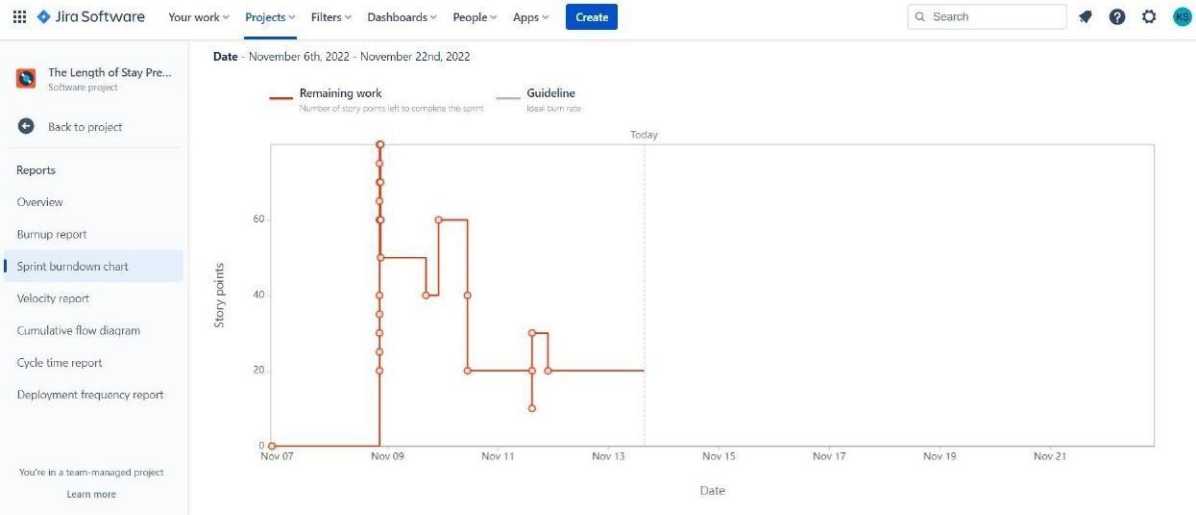 Jira Software Your work Projects Filters Dashboards People Apps Create Search KS
The Length of Stay Pre...
Software project
Back to project
Reports
Overview
Burnup report
Sprint burndown chart
Velocity report
Cumulative flow diagram
Cycle time report
Deployment frequency report
You're in a team-managed project
Learn more
Date - November 6th, 2022 - November 22nd, 2022
Remaining work
Number of story points left to complete this sprint
Guideline
Ideal burn rate
Today
Story points
60
40
20
0
Nov 07 Nov 09 Nov 11 Nov 13 Nov 15 Nov 17 Nov 19 Nov 21
Date